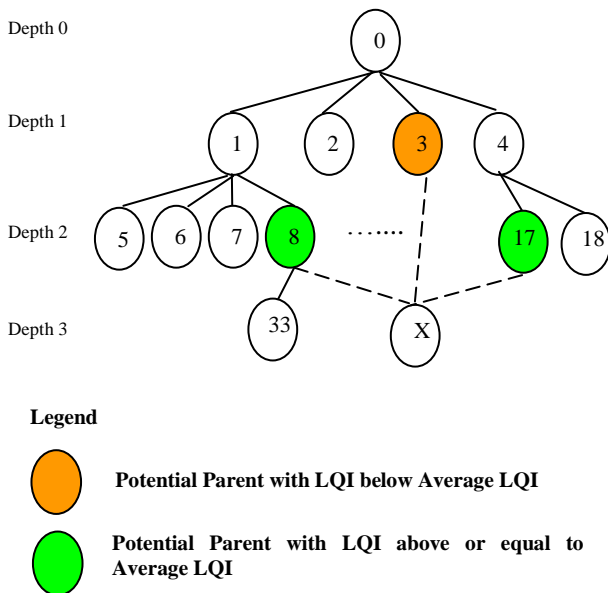 Depth 0
0
Depth 1
1 2 3 4
Depth 2
5 6 7 8 ........ 17 18
Depth 3
33 X
Legend
Potential Parent with LQI below Average LQI
Potential Parent with LQI above or equal to
Average LQI